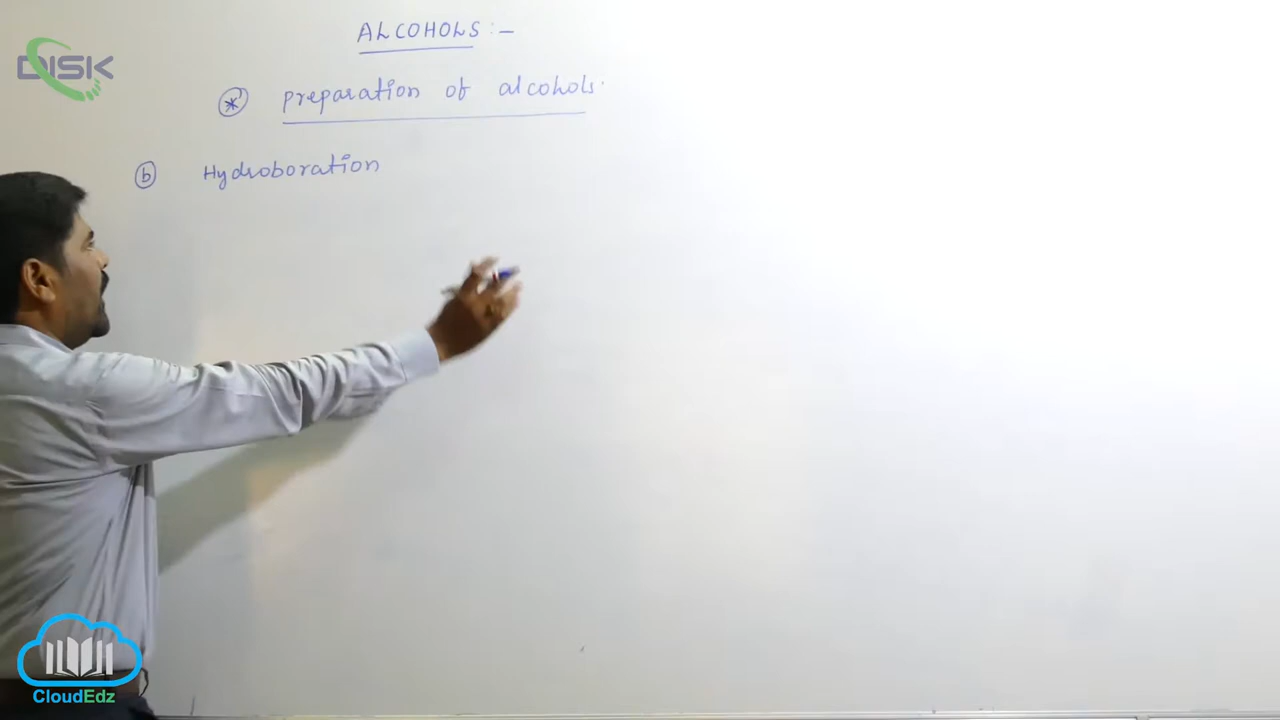 ALCOHOLS :-
DISK
* preparation of alcohols.
b Hydroboration
CloudEdz